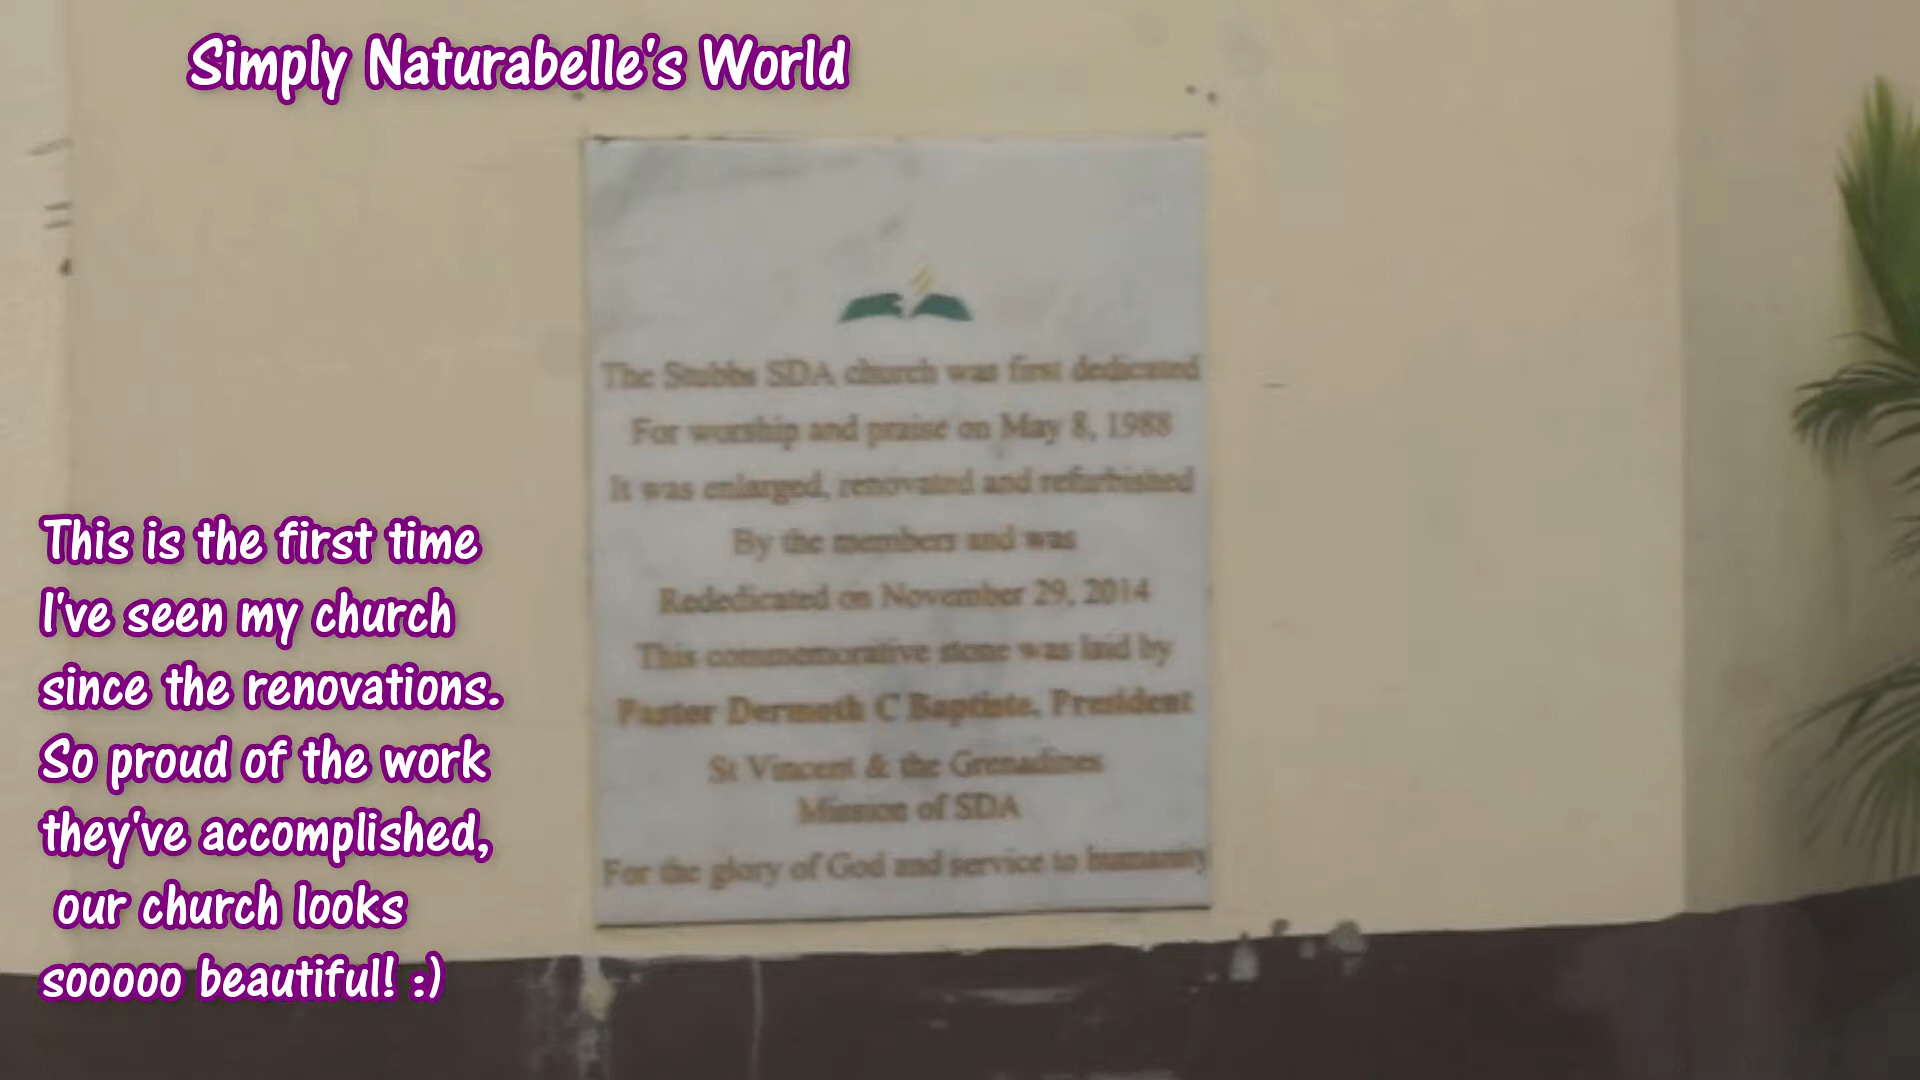 Simply Naturabelle's World
The Stubbs SDA church was first dedicated
For worship and praise on May 8, 1988
It was enlarged, renovated and refurbished
By the members and was
Rededicated on November 29, 2014
This commemorative stone was laid by
Pastor Dermoth C Baptiste, President
St Vincent & the Grenadines
Mission of SDA
For the glory of God and service to humanity
This is the first time
I've seen my church
since the renovations.
So proud of the work
they've accomplished,
our church looks
sooooo beautiful! :)